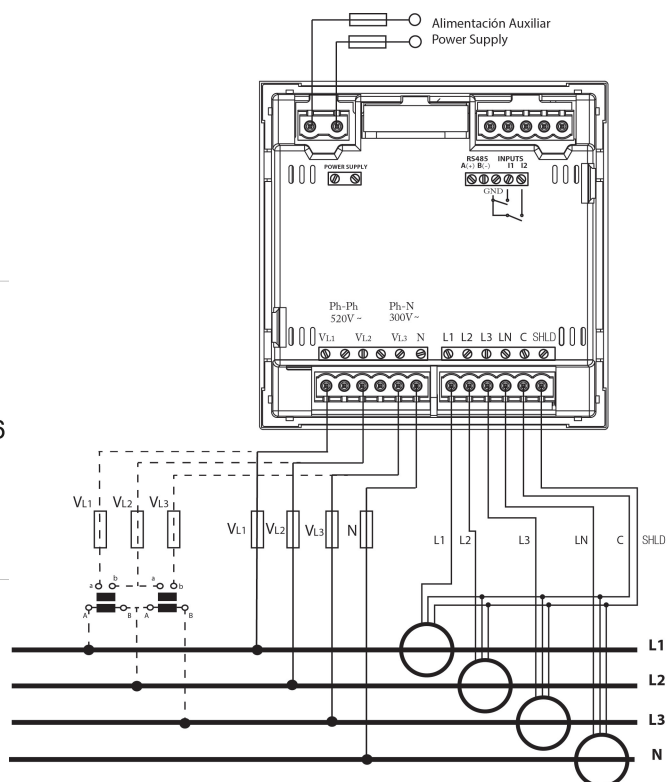 Alimentación Auxiliar
Power Supply
POWER SUPPLY
RS485 INPUTS
A(+) B(-) I1 I2
GND
Ph-Ph Ph-N
520V ~ 300V ~
VL1 VL2 VL3 N L1 L2 L3 LN C SHLD
6
VL1 VL2 VL3
VL1 VL2 VL3 N
L1 L2 L3 LN C SHLD
a b a b
A B A B
L1
L2
L3
N